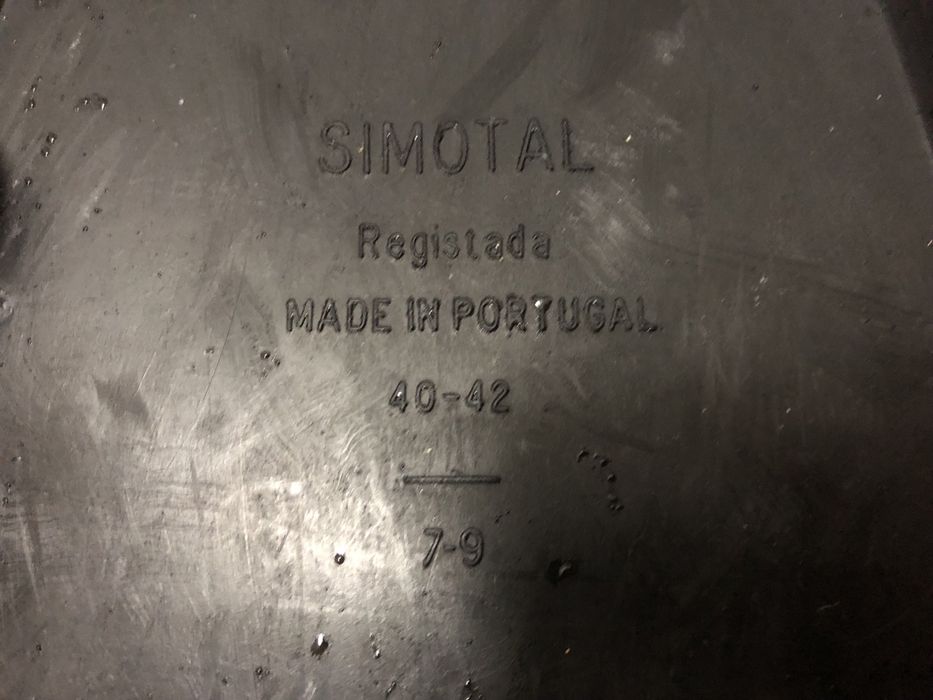 SIMOTAL
Registada
MADE IN PORTUGAL
40-42
7-9